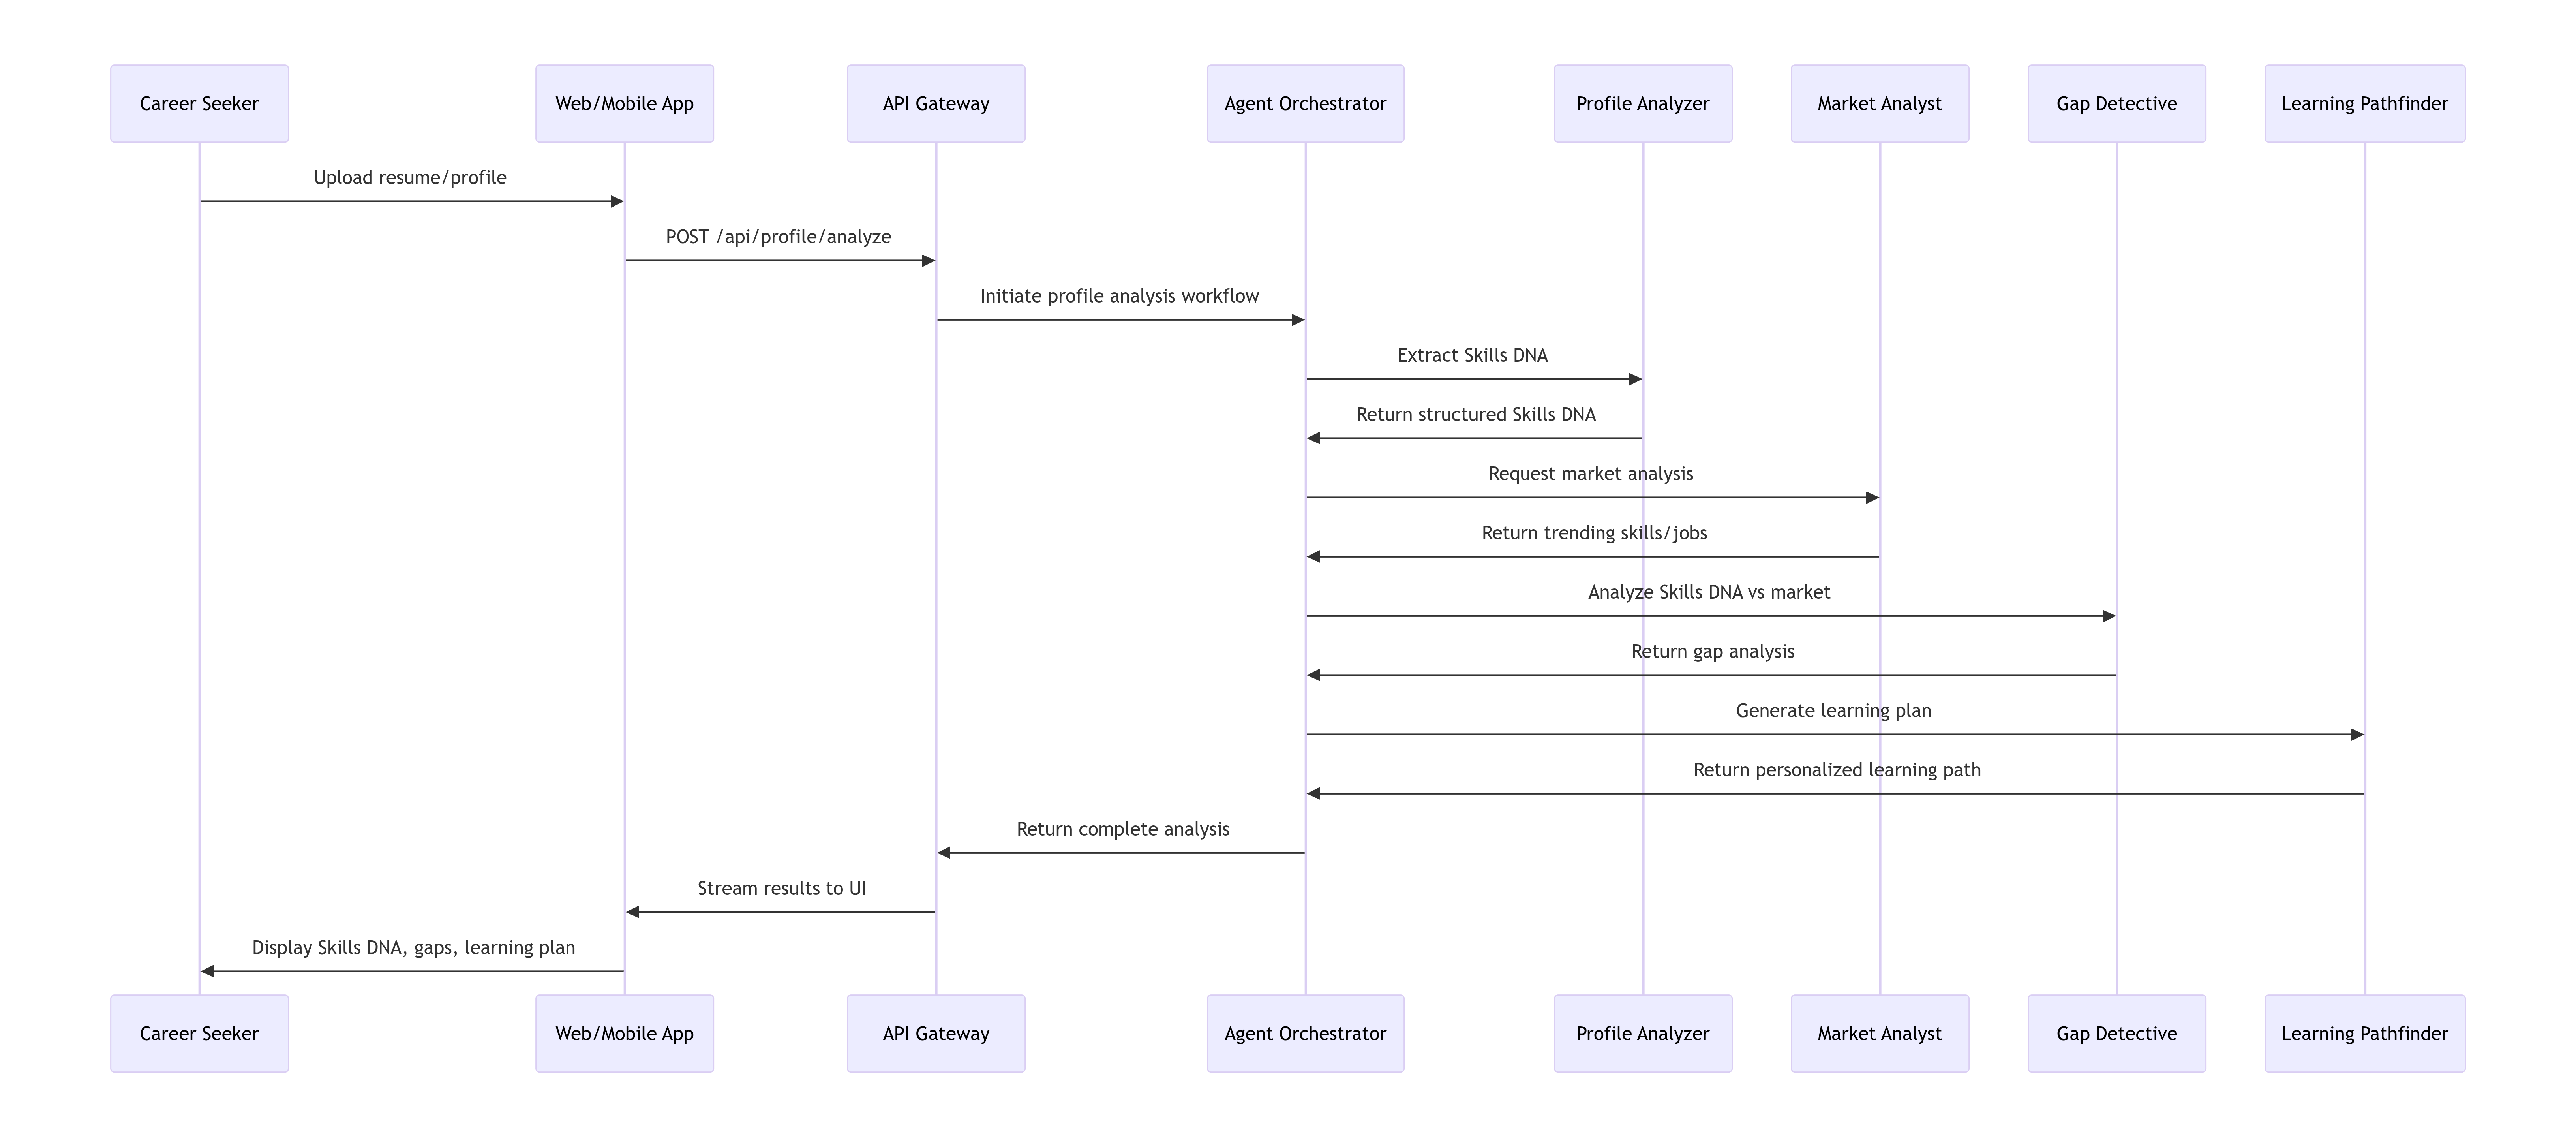 Career Seeker
Web/Mobile App
API Gateway
Agent Orchestrator
Profile Analyzer
Market Analyst
Gap Detective
Learning Pathfinder
Upload resume/profile
POST /api/profile/analyze
Initiate profile analysis workflow
Extract Skills DNA
Return structured Skills DNA
Request market analysis
Return trending skills/jobs
Analyze Skills DNA vs market
Return gap analysis
Generate learning plan
Return personalized learning path
Return complete analysis
Stream results to UI
Display Skills DNA, gaps, learning plan
Career Seeker
Web/Mobile App
API Gateway
Agent Orchestrator
Profile Analyzer
Market Analyst
Gap Detective
Learning Pathfinder